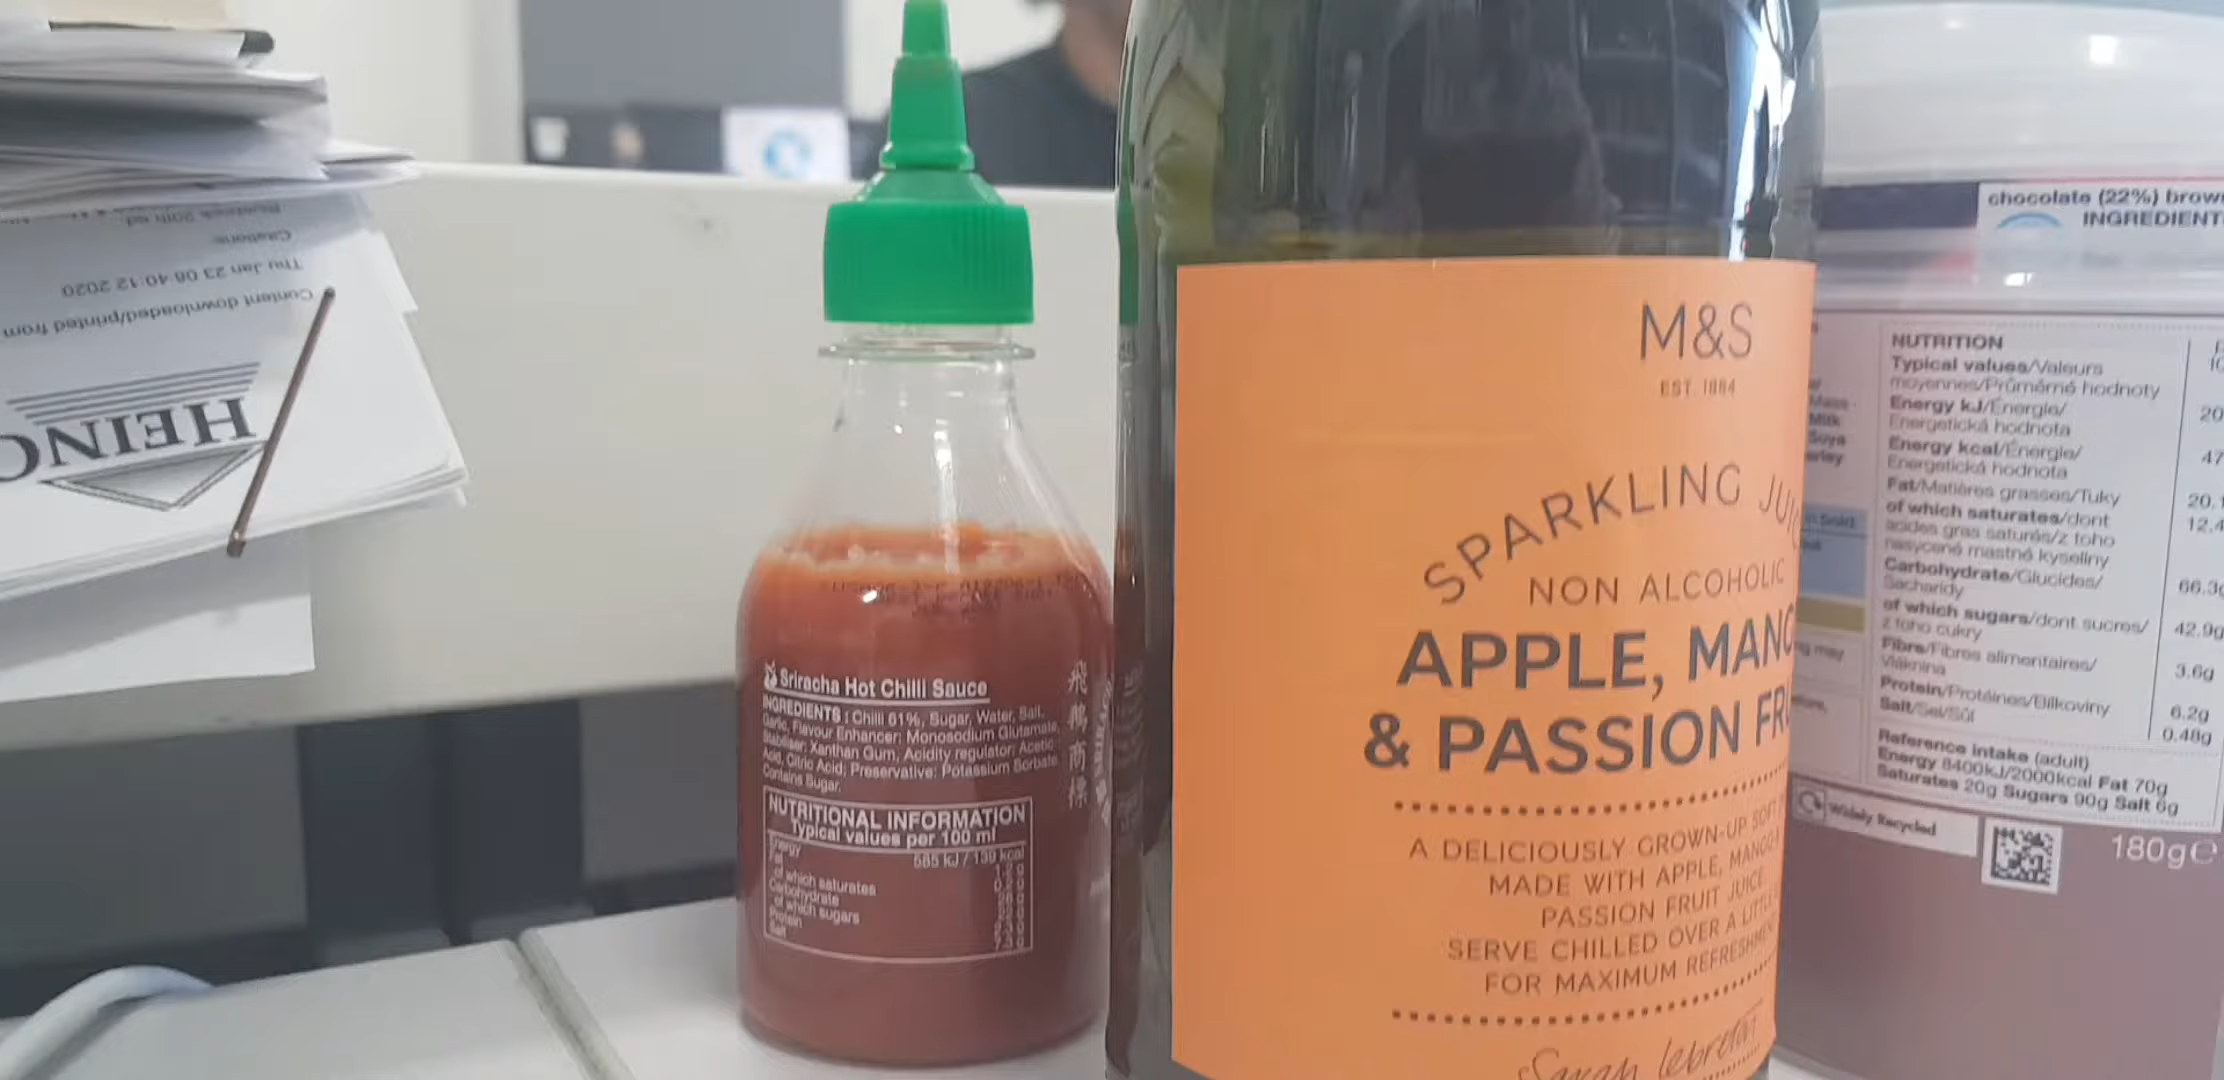 Content downloaded/printed from
HEINO
Thu Jan 23 08:40:12 2020
Citations:
Sriracha Hot Chilli Sauce
INGREDIENTS : Chilli 61%, Sugar, Water, Salt,
Garlic, Flavour Enhancer: Monosodium Glutamate,
Stabiliser: Xanthan Gum, Acidity regulator: Acetic
Acid, Citric Acid; Preservative: Potassium Sorbate
Contains Sugar.
飛
鵝
商
標
NUTRITIONAL INFORMATION
Typical values per 100 ml
Energy 585 kJ / 139 kcal
Fat
of which saturates
Carbohydrate
of which sugars
Protein
Salt
M&S
EST. 1884
SPARKLING JUIC
NON ALCOHOLIC
APPLE, MANG
& PASSION FRU
A DELICIOUSLY GROWN-UP SOFT
MADE WITH APPLE, MANGO
PASSION FRUIT JUICE
SERVE CHILLED OVER A LITTLE
FOR MAXIMUM REFRESHME
chocolate (22%) brow
INGREDIENT
NUTRITION
Typical values/Valeurs
moyennes/Průměrné hodnoty
Energy kJ/Énergie/
Energetická hodnota
Energy kcal/Énergie/
Energetická hodnota
Fat/Matières grasses/Tuky 20.
of which saturates/dont 12.4
acides gras saturés/z toho
nasycené mastné kyseliny
Carbohydrate/Glucides/ 66.3g
Sacharidy
of which sugars/dont sucres/ 42.9g
z toho cukry
Fibre/Fibres alimentaires/ 3.6g
Vláknina
Protein/Protéines/Bílkoviny 6.2g
Salt/Sel/Sůl 0.48g
Reference intake (adult)
Energy 8400kJ/2000kcal Fat 70g
Saturates 20g Sugars 90g Salt 6g
Widely Recycled
180g℮